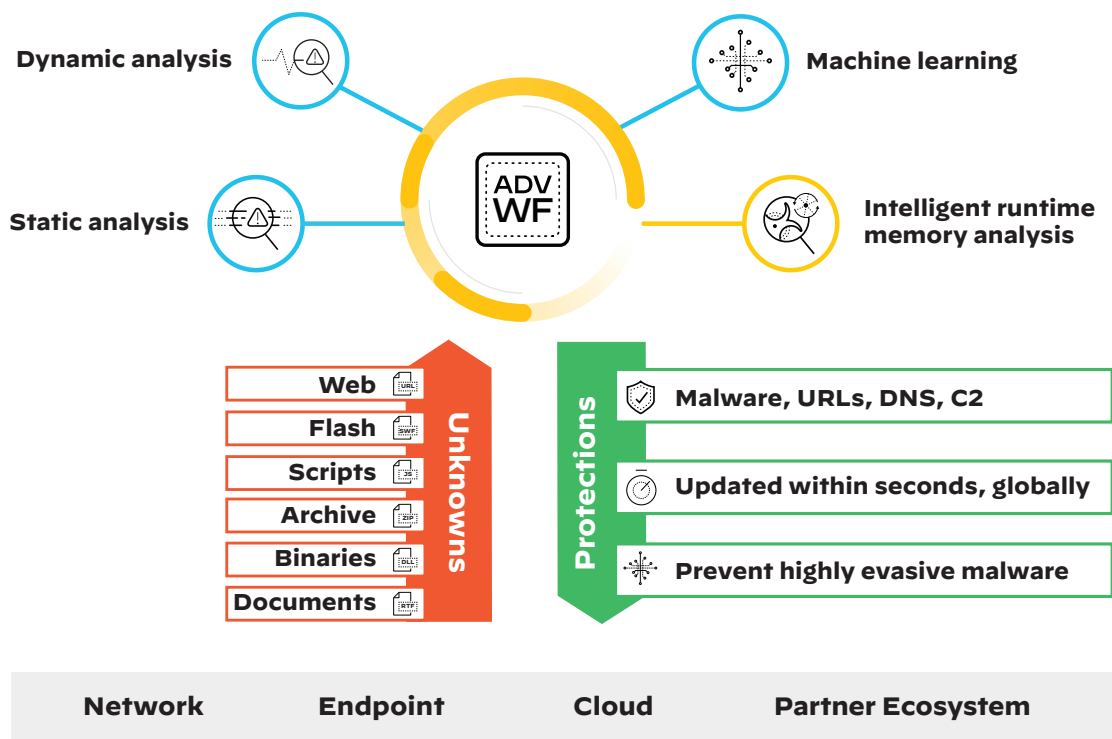 Dynamic analysis
Machine learning
ADV
WF
Static analysis
Intelligent runtime
memory analysis
Unknowns
Web
URL
Flash
SWF
Scripts
JS
Archive
ZIP
Binaries
DLL
Documents
RTF
Protections
Malware, URLs, DNS, C2
Updated within seconds, globally
Prevent highly evasive malware
Network
Endpoint
Cloud
Partner Ecosystem